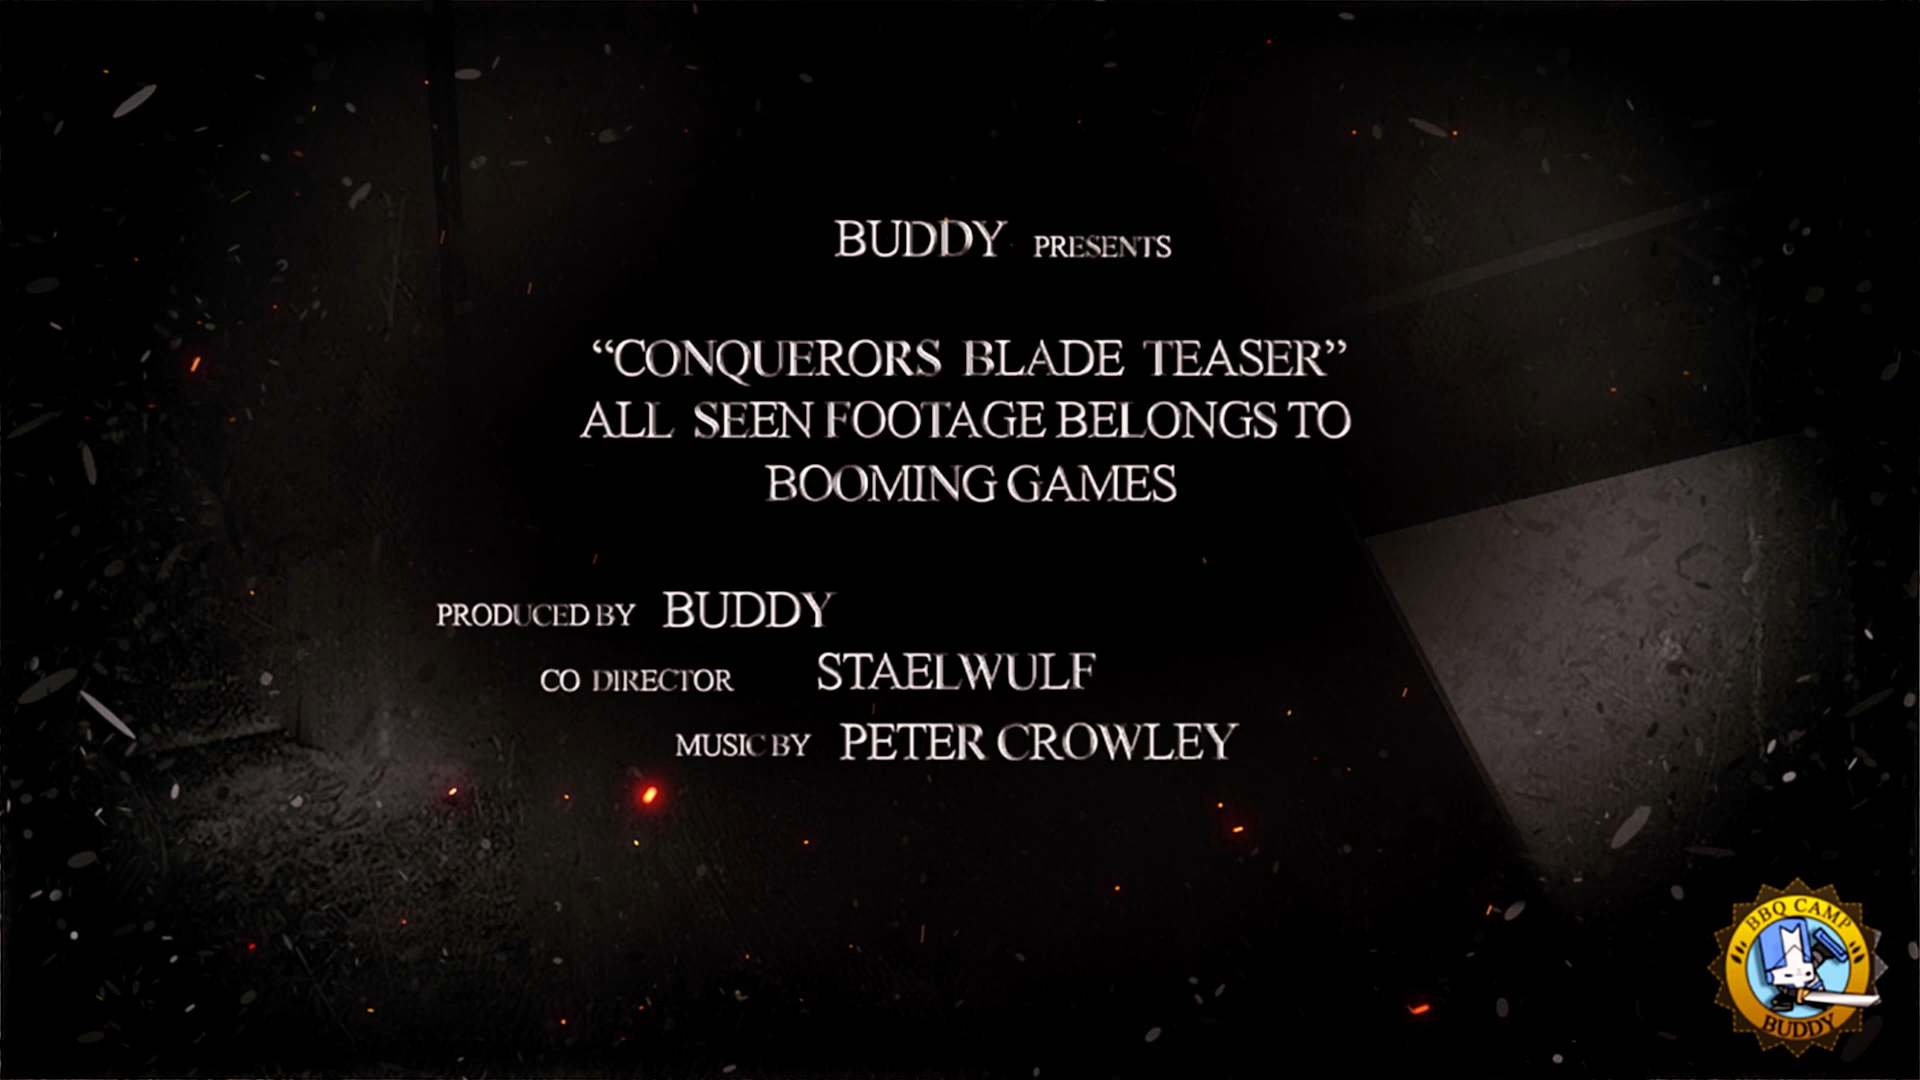 BUDDY PRESENTS
“CONQUERORS BLADE TEASER”
ALL SEEN FOOTAGE BELONGS TO
BOOMING GAMES
PRODUCED BY BUDDY
CO DIRECTOR STAELWULF
MUSIC BY PETER CROWLEY
BBQ CAMP
BUDDY